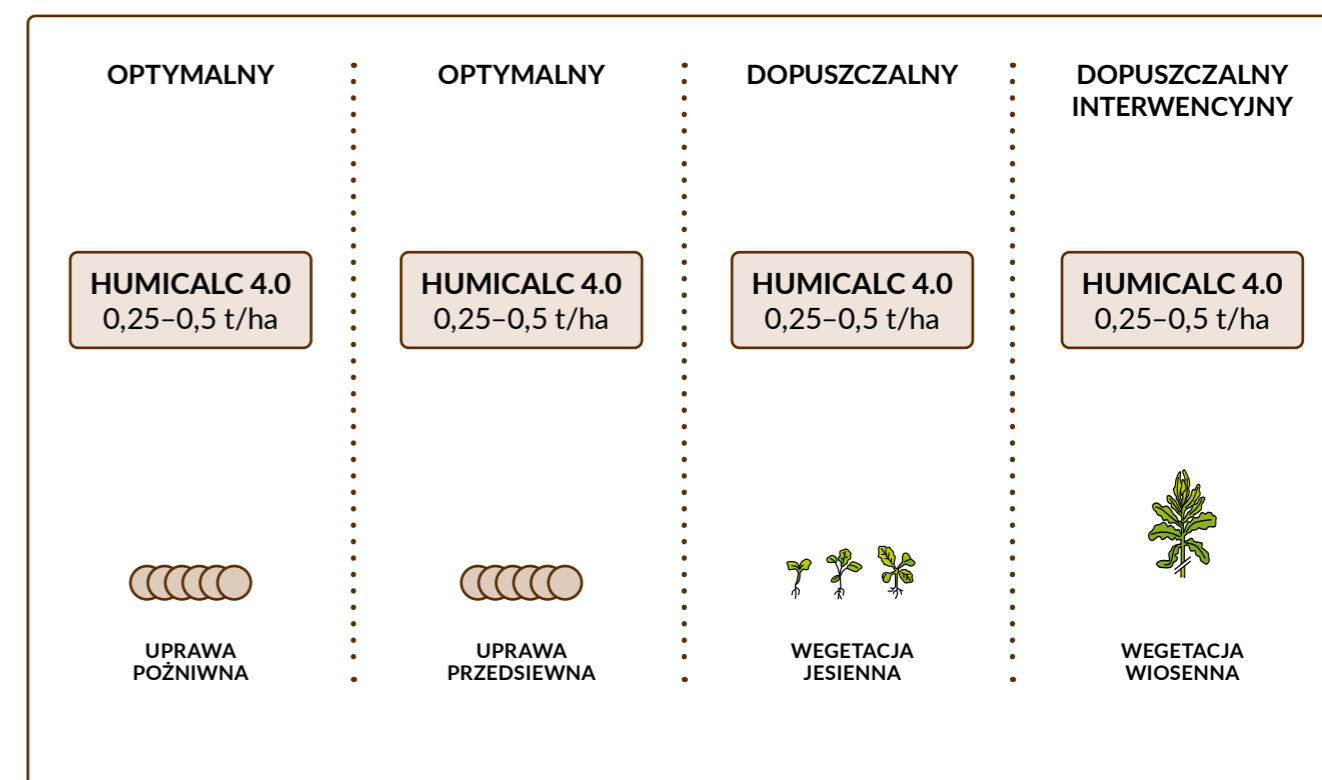 OPTYMALNY
HUMICALC 4.0
0,25–0,5 t/ha
UPRAWA
POŻNIWNA
OPTYMALNY
HUMICALC 4.0
0,25–0,5 t/ha
UPRAWA
PRZEDSIEWNA
DOPUSZCZALNY
HUMICALC 4.0
0,25–0,5 t/ha
WEGETACJA
JESIENNA
DOPUSZCZALNY
INTERWENCYJNY
HUMICALC 4.0
0,25–0,5 t/ha
WEGETACJA
WIOSENNA